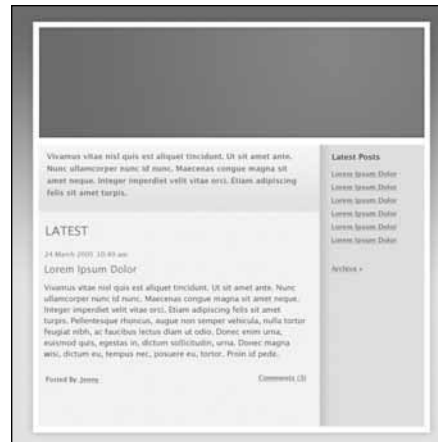 Vivamus vitae nisl quis est aliquet tincidunt. Ut sit amet ante.
Nunc ullamcorper nunc id nunc. Maecenas congue magna sit
amet neque. Integer imperdiet velit vitae orci. Etiam adipiscing
felis sit amet turpis.
LATEST
24 March 2005, 10:40 am
Lorem Ipsum Dolor
Vivamus vitae nisl quis est aliquet tincidunt. Ut sit amet ante. Nunc
ullamcorper nunc id nunc. Maecenas congue magna sit amet neque.
Integer imperdiet velit vitae orci. Etiam adipiscing felis sit amet
turpis. Pellentesque rhoncus, augue non semper vehicula, nulla tortor
feugiat nibh, ac faucibus lectus diam ut odio. Donec enim urna,
euismod quis, egestas in, dictum sollicitudin, urna. Donec magna
wisi, dictum eu, tempus nec, posuere eu, tortor. Proin id pede.
Posted By: Jenny
Comments (3)
Latest Posts
Lorem Ipsum Dolor
Lorem Ipsum Dolor
Lorem Ipsum Dolor
Lorem Ipsum Dolor
Lorem Ipsum Dolor
Lorem Ipsum Dolor
Archive »